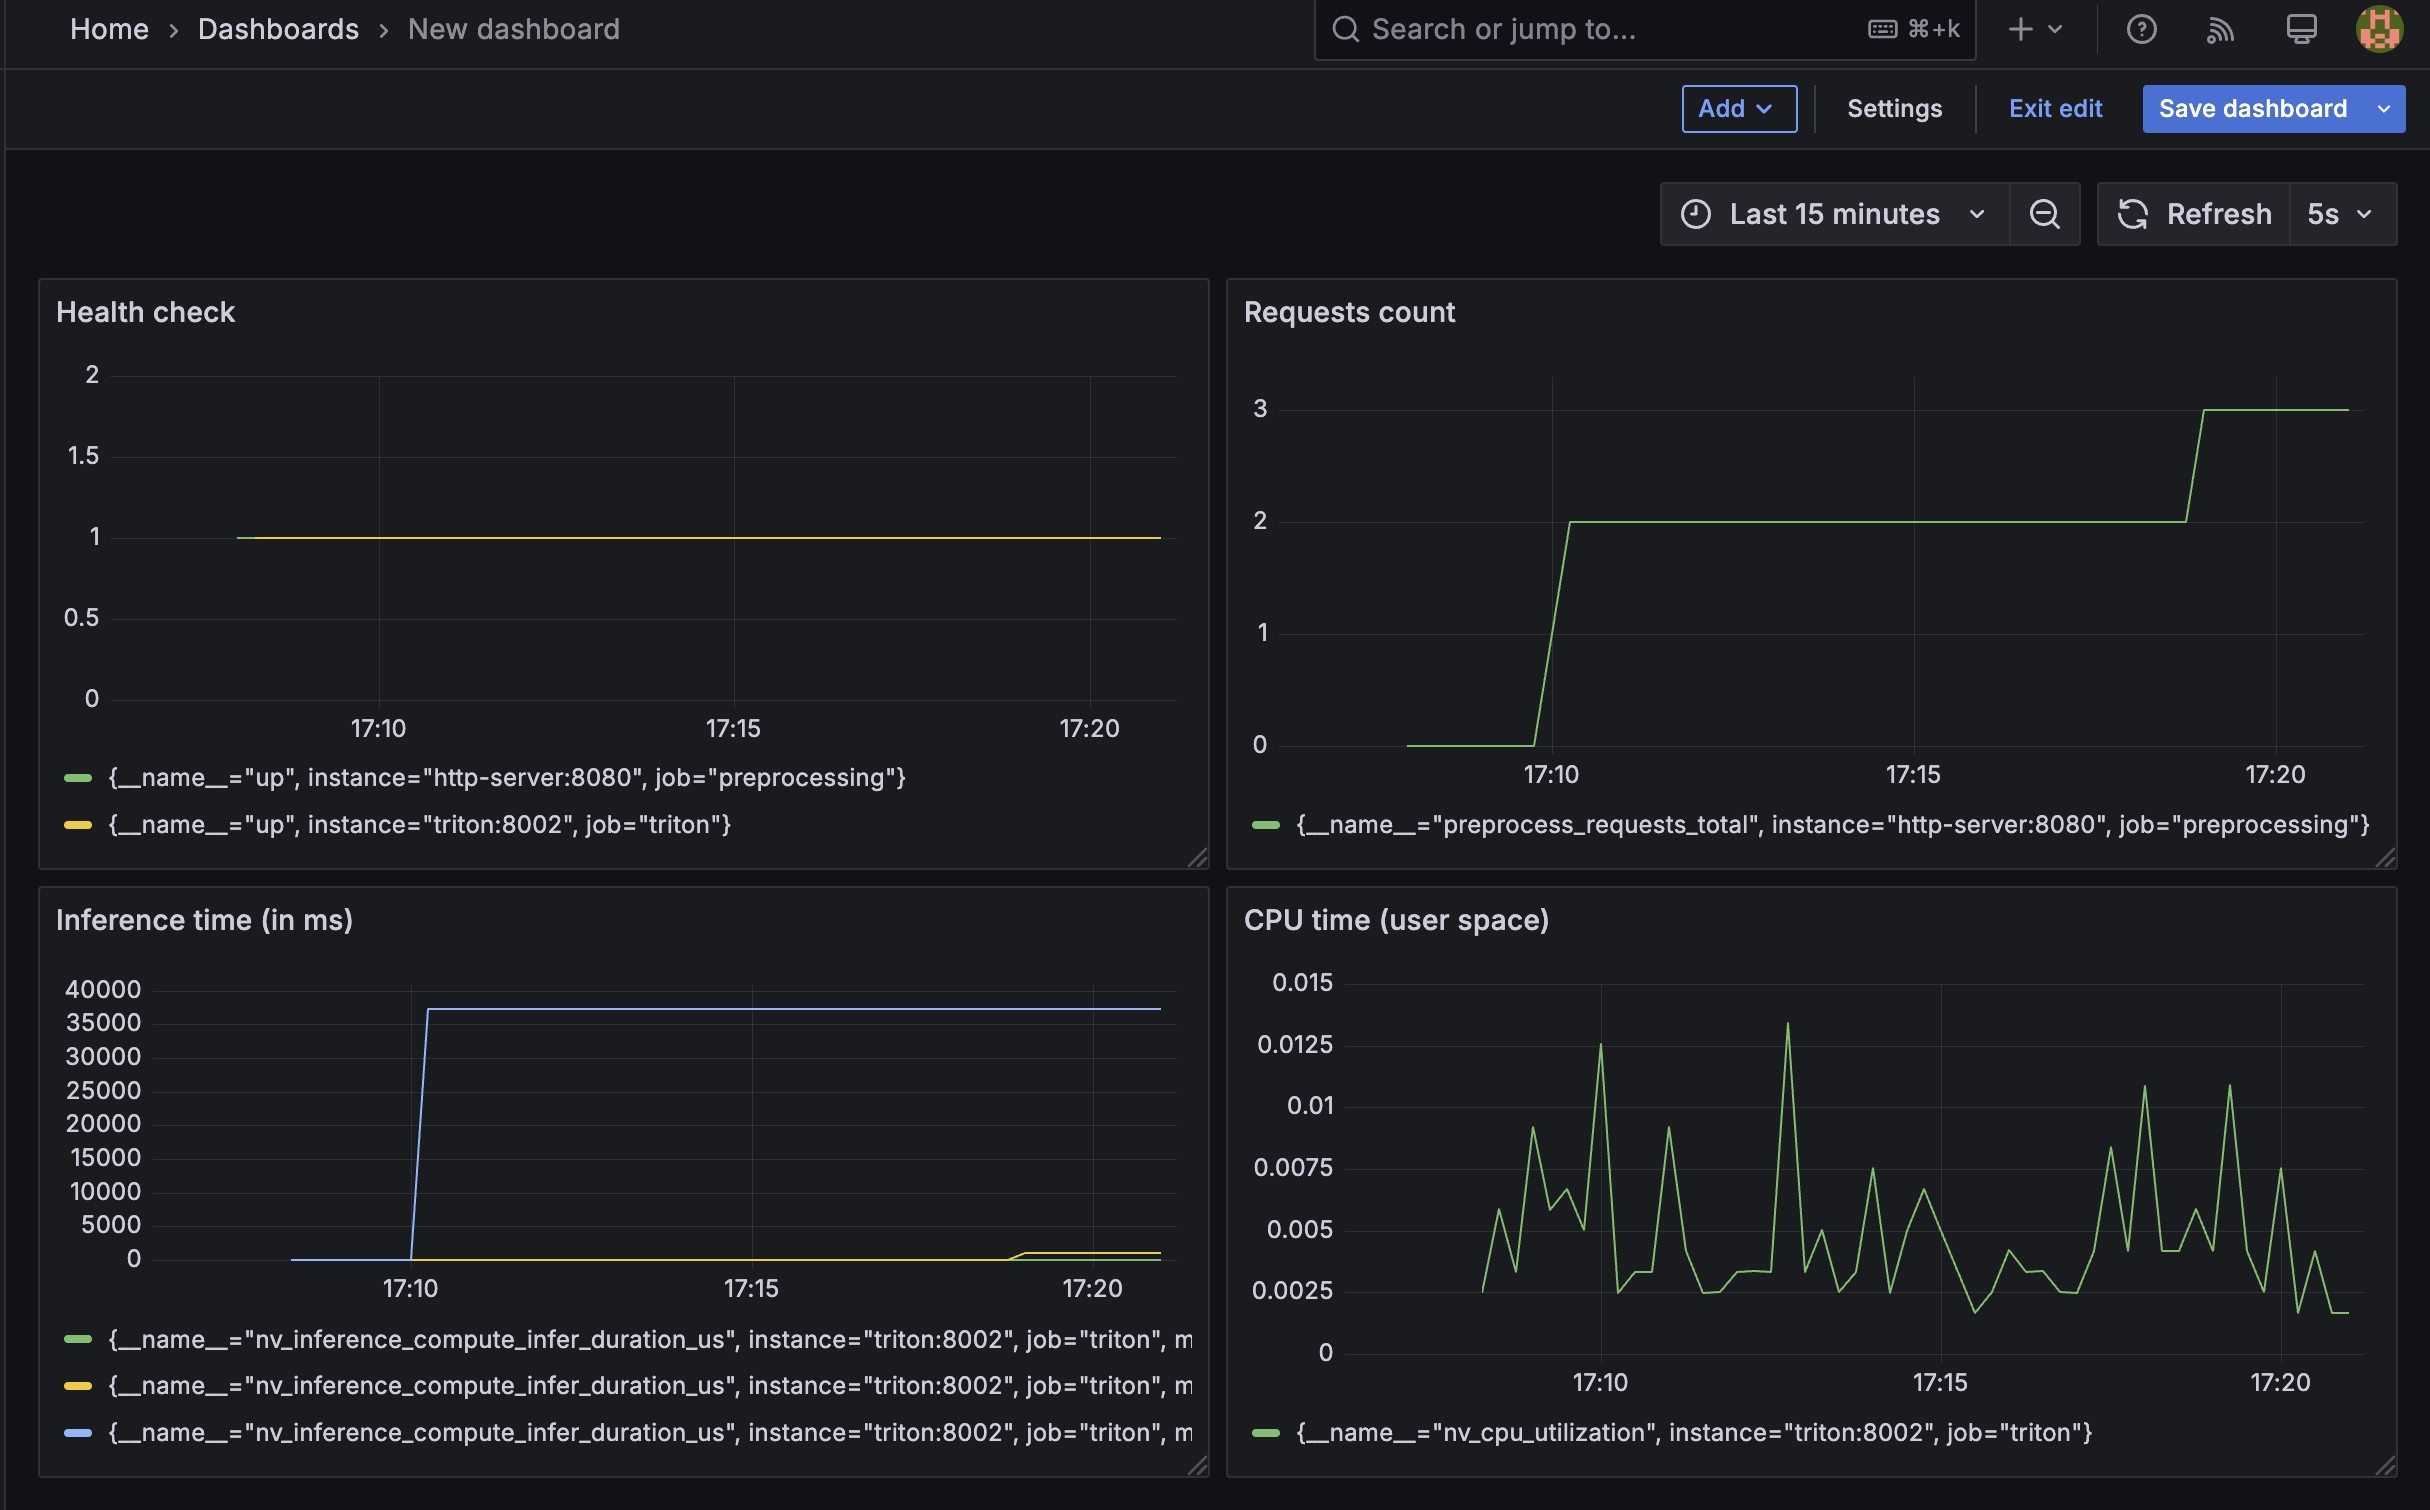 Home > Dashboards > New dashboard
Search or jump to...
⌘+k
Add
Settings
Exit edit
Save dashboard
Last 15 minutes
Refresh
5s
Health check
2
1.5
1
0.5
0
17:10 17:15 17:20
{__name__="up", instance="http-server:8080", job="preprocessing"}
{__name__="up", instance="triton:8002", job="triton"}
Requests count
3
2
1
0
17:10 17:15 17:20
{__name__="preprocess_requests_total", instance="http-server:8080", job="preprocessing"}
Inference time (in ms)
40000
35000
30000
25000
20000
15000
10000
5000
0
17:10 17:15 17:20
{__name__="nv_inference_compute_infer_duration_us", instance="triton:8002", job="triton", m
{__name__="nv_inference_compute_infer_duration_us", instance="triton:8002", job="triton", m
{__name__="nv_inference_compute_infer_duration_us", instance="triton:8002", job="triton", m
CPU time (user space)
0.015
0.0125
0.01
0.0075
0.005
0.0025
0
17:10 17:15 17:20
{__name__="nv_cpu_utilization", instance="triton:8002", job="triton"}